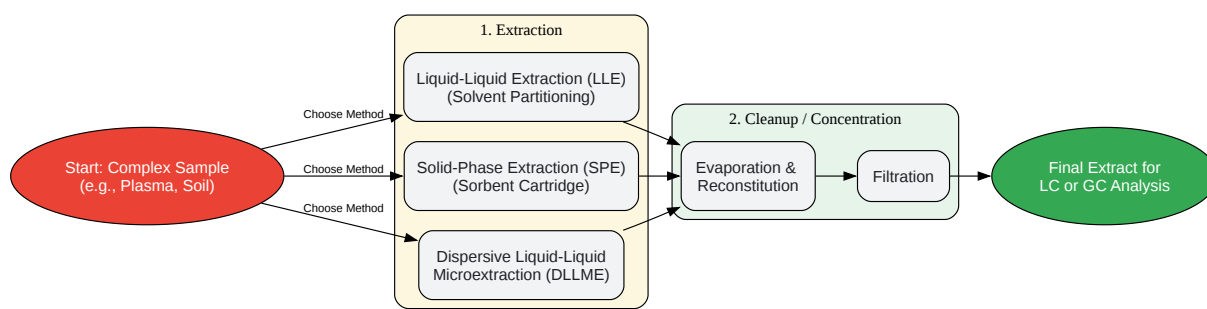 1. Extraction
Liquid-Liquid Extraction (LLE)
(Solvent Partitioning)
Choose Method
2. Cleanup / Concentration
Start: Complex Sample
(e.g., Plasma, Soil)
Choose Method
Solid-Phase Extraction (SPE)
(Sorbent Cartridge)
Evaporation &
Reconstitution
Filtration
Final Extract for
LC or GC Analysis
Choose Method
Dispersive Liquid-Liquid
Microextraction (DLLME)